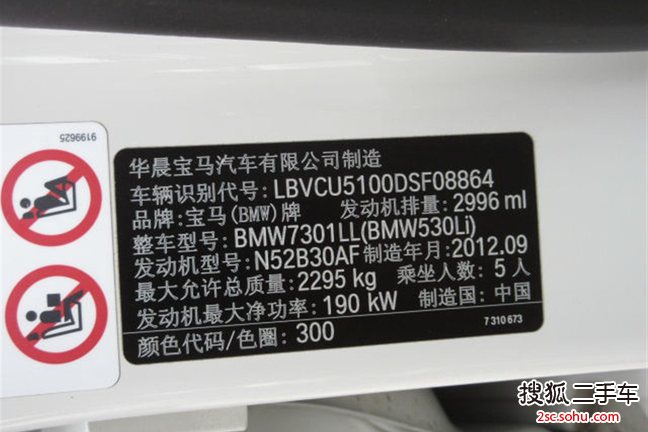 9199625
华晨宝马汽车有限公司制造
车辆识别代号: LBVCU5100DSF08864
品牌: 宝马(BMW)牌 发动机排量: 2996 ml
整车型号: BMW7301LL(BMW530Li)
发动机型号: N52B30AF 制造年月: 2012.09
最大允许总质量: 2295 kg 乘坐人数: 5 人
发动机最大净功率: 190 kW 制造国: 中国
颜色代码/色圈: 300 7 310 673
搜狐 二手车
2sc.sohu.com